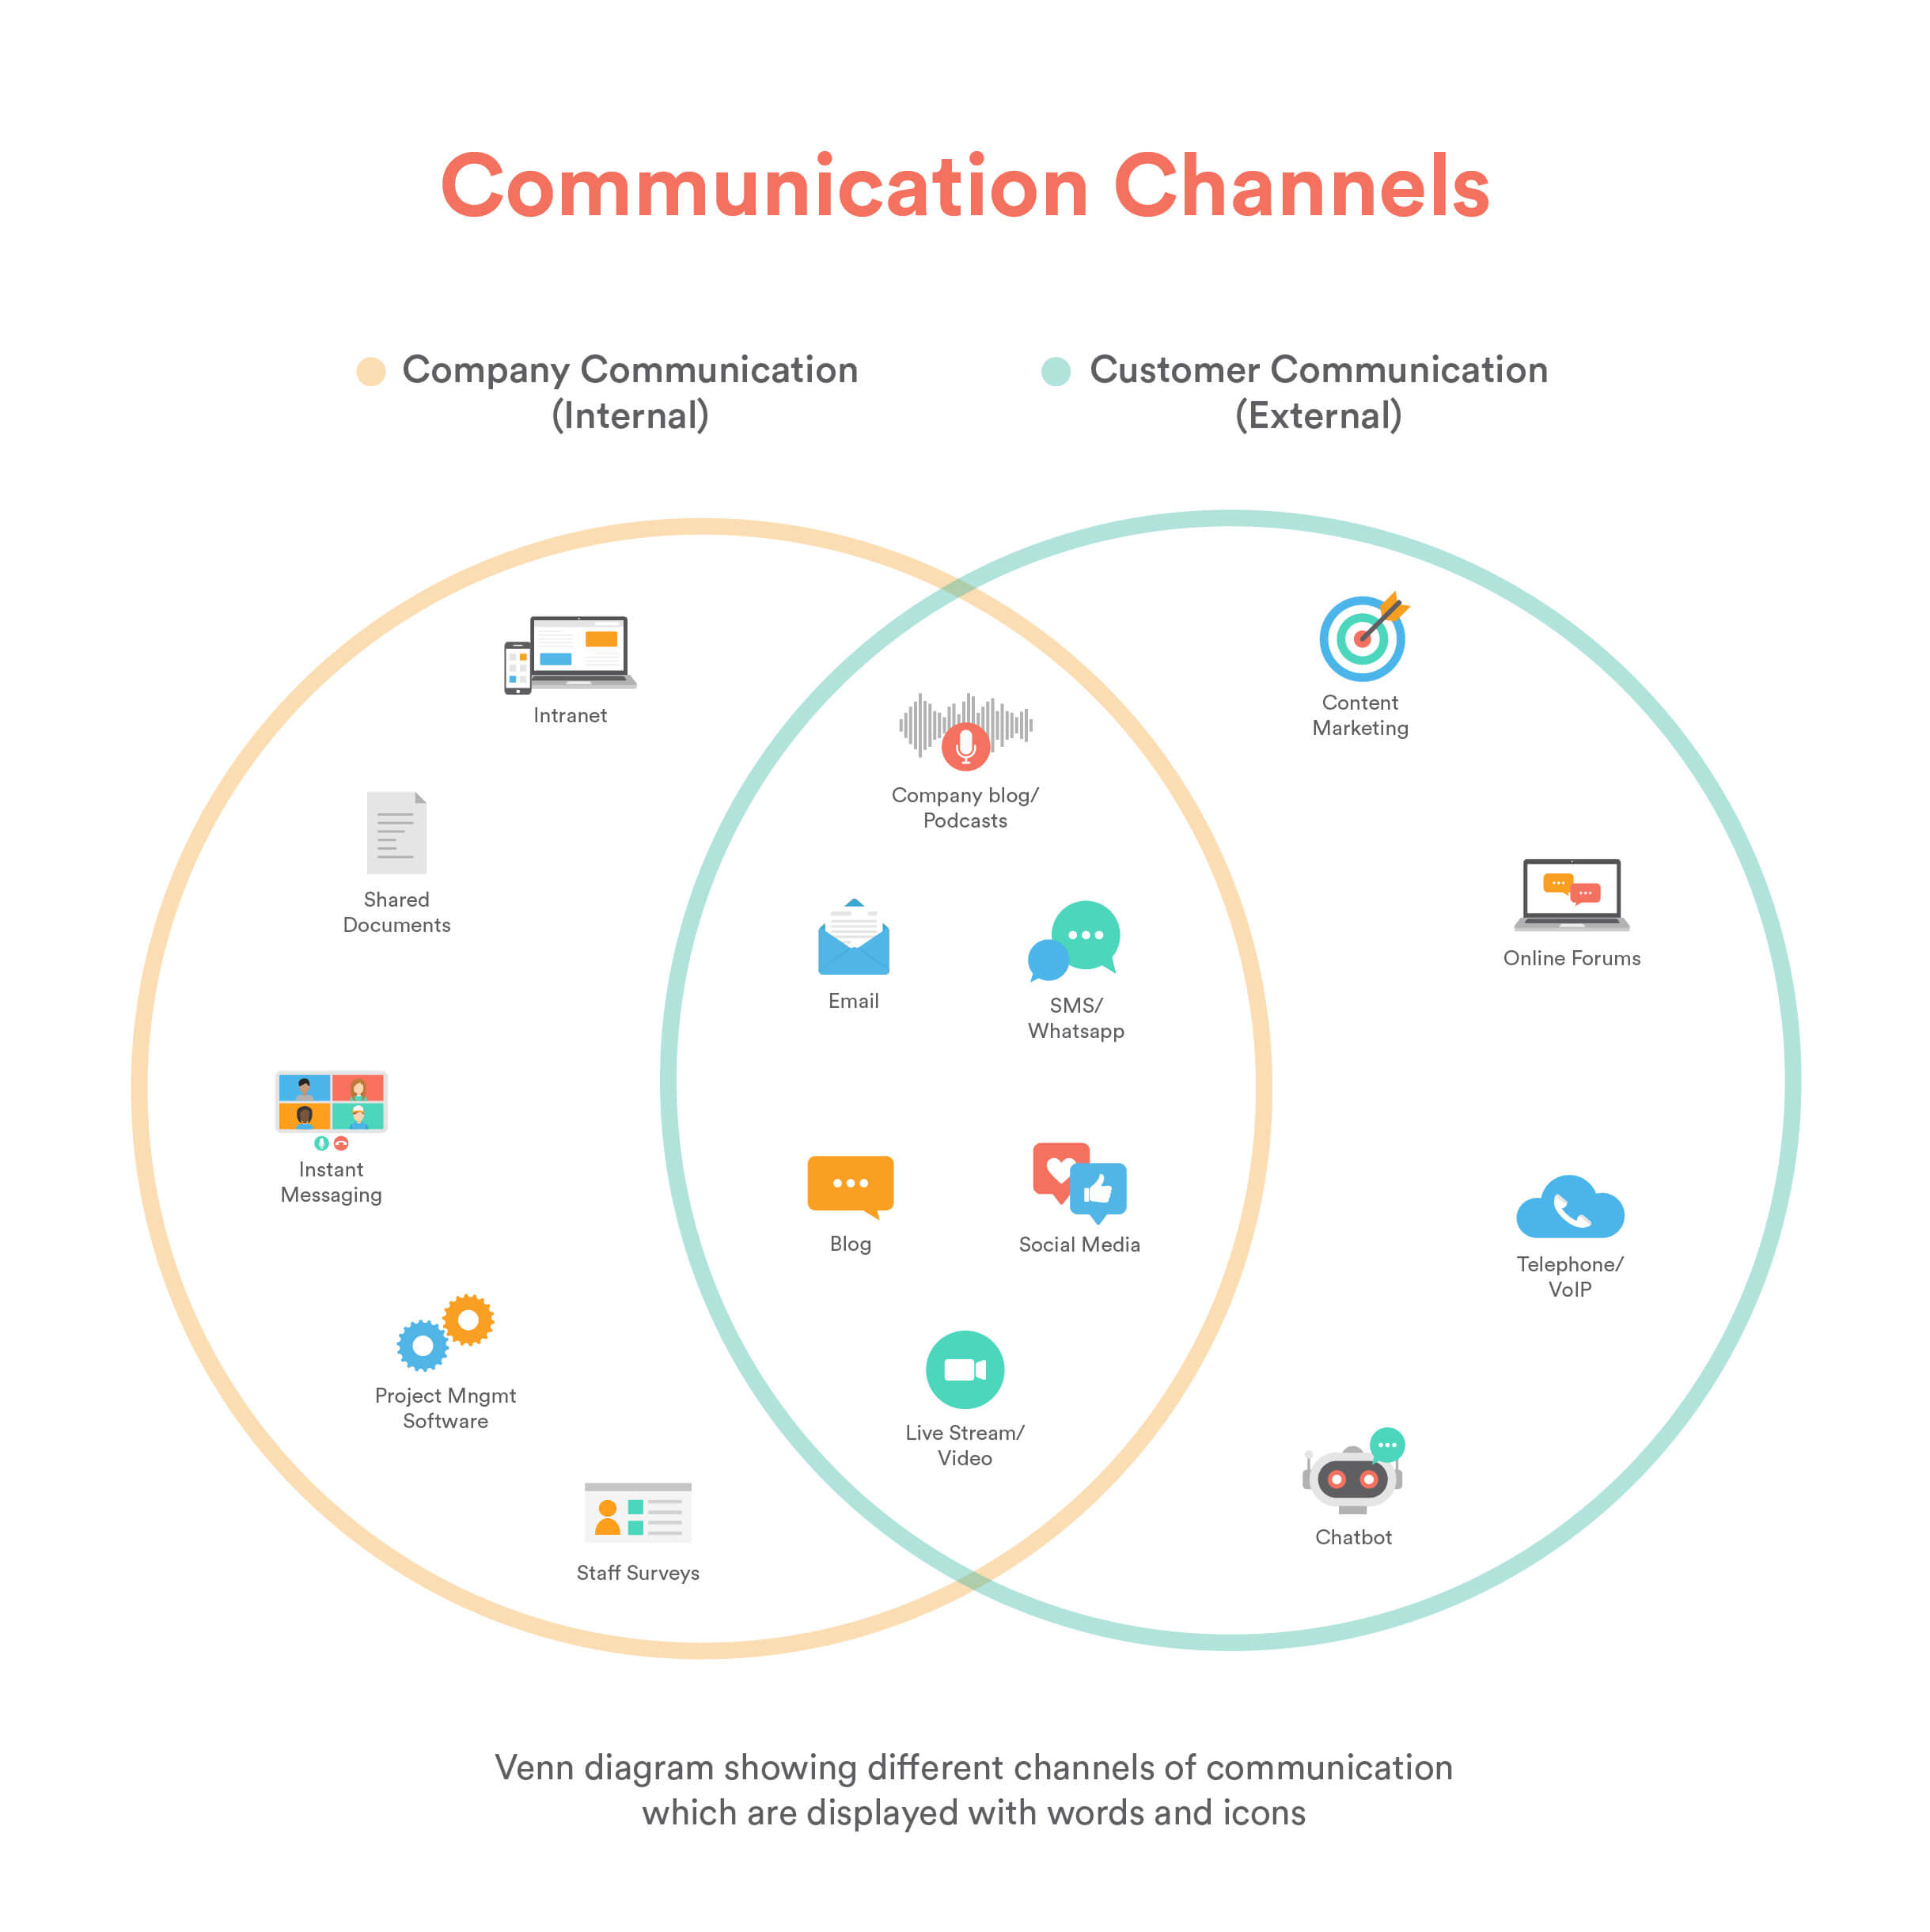 Communication Channels
Company Communication
(Internal)
Customer Communication
(External)
Intranet
Shared
Documents
Instant
Messaging
Project Mngmt
Software
Staff Surveys
Company blog/
Podcasts
Email
SMS/
Whatsapp
Blog
Social Media
Live Stream/
Video
Content
Marketing
Online Forums
Telephone/
VoIP
Chatbot
Venn diagram showing different channels of communication
which are displayed with words and icons